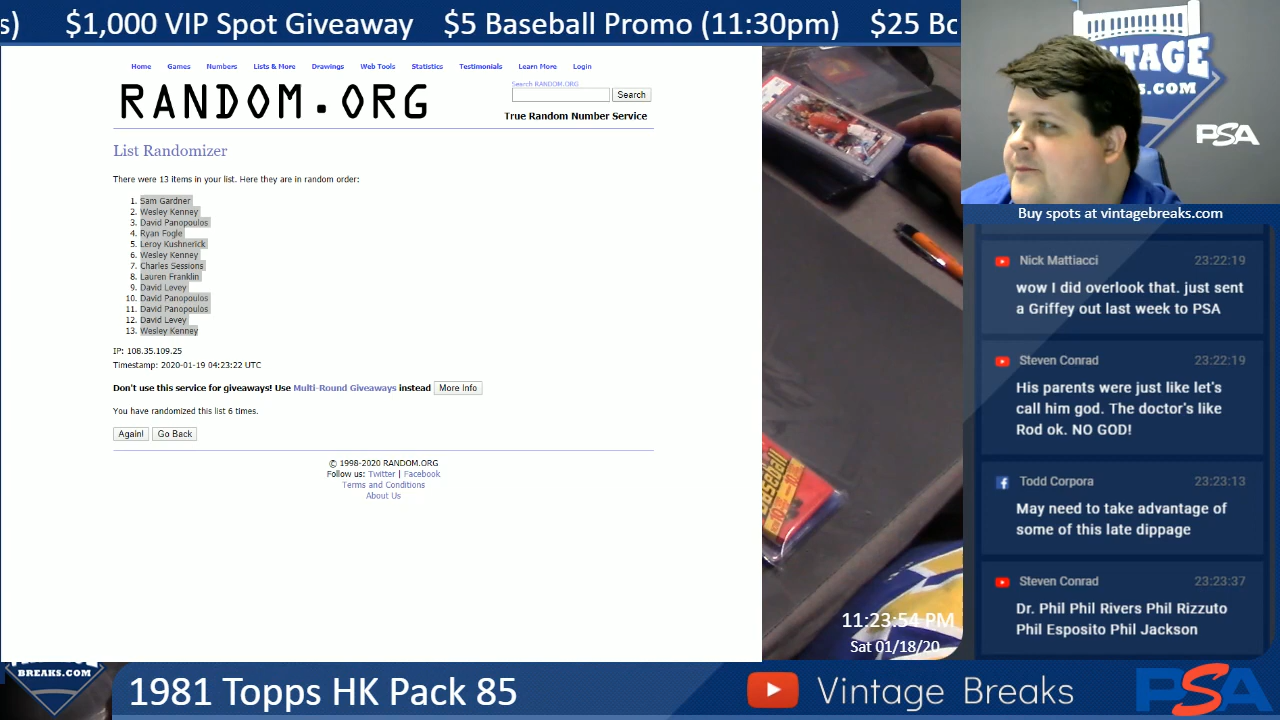 s) $1,000 VIP Spot Giveaway $5 Baseball Promo (11:30pm) $25 Bo
Home Games Numbers Lists & More Drawings Web Tools Statistics Testimonials Learn More Login
RANDOM.ORG
Search RANDOM.ORG
Search
True Random Number Service
List Randomizer
There were 13 items in your list. Here they are in random order:
1. Sam Gardner
2. Wesley Kenney
3. David Panopoulos
4. Ryan Fogle
5. Leroy Kushnerick
6. Wesley Kenney
7. Charles Sessions
8. Lauren Franklin
9. David Levey
10. David Panopoulos
11. David Panopoulos
12. David Levey
13. Wesley Kenney
IP: 108.35.109.25
Timestamp: 2020-01-19 04:23:22 UTC
Don't use this service for giveaways! Use Multi-Round Giveaways instead More Info
You have randomized this list 6 times.
Again! Go Back
© 1998-2020 RANDOM.ORG
Follow us: Twitter | Facebook
Terms and Conditions
About Us
PSA
Buy spots at vintagebreaks.com
Nick Mattiacci 23:22:19
wow I did overlook that. just sent
a Griffey out last week to PSA
Steven Conrad 23:22:19
His parents were just like let's
call him god. The doctor's like
Rod ok. NO GOD!
Todd Corpora 23:23:13
May need to take advantage of
some of this late dippage
Steven Conrad 23:23:37
Dr. Phil Phil Rivers Phil Rizzuto
Phil Esposito Phil Jackson
Baseball
11:23:54 PM
Sat 01/18/20
BREAKS.COM
1981 Topps HK Pack 85
Vintage Breaks
PSA